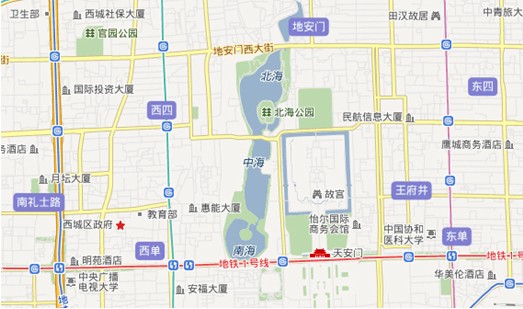 卫生部
西城社保大厦
官园公园
地安门
田汉故居
中青旅大
街
地安门西大街
北海
国际投资大厦
西四
北海公园
民航信息大厦
东四
务酒店
鹰城商务酒店
中海
月坛大厦
南礼士路
故宫
王府井
教育部
惠能大厦
西城区政府
怡尔国际
商务会馆
中国协和
医科大学
东单
西单
南海
天安门
明苑酒店
地铁1号线
地铁1号
中央广播
电视大学
安福大厦
华美伦酒店
地